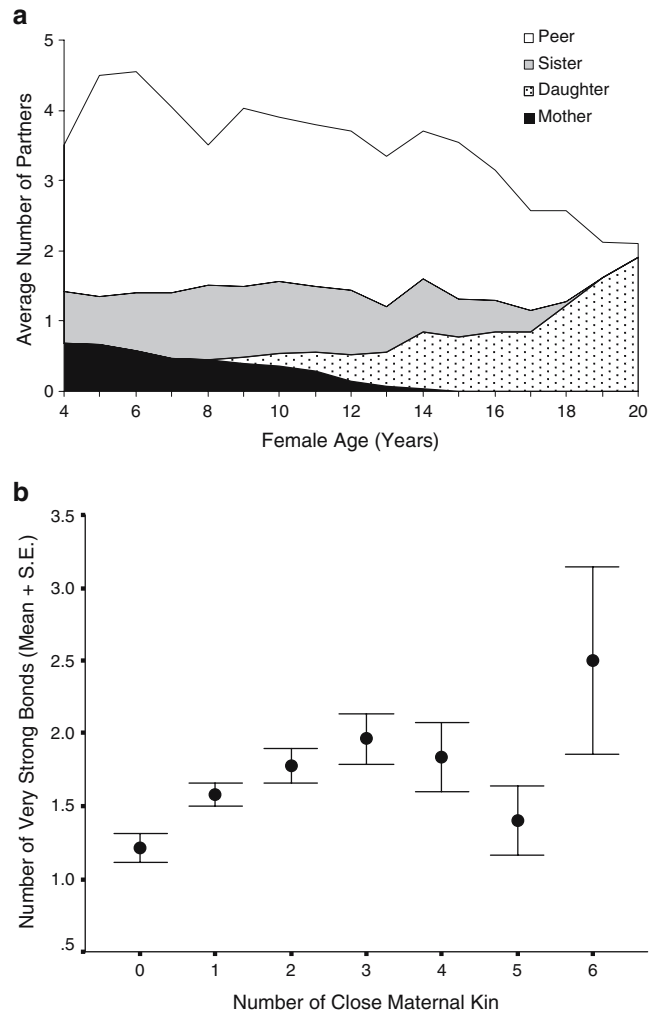 a
5
4
3
2
1
0
Average Number of Partners
Peer
Sister
Daughter
Mother
4 6 8 10 12 14 16 18 20
Female Age (Years)
b
3.5
3.0
2.5
2.0
1.5
1.0
.5
Number of Very Strong Bonds (Mean + S.E.)
0 1 2 3 4 5 6
Number of Close Maternal Kin